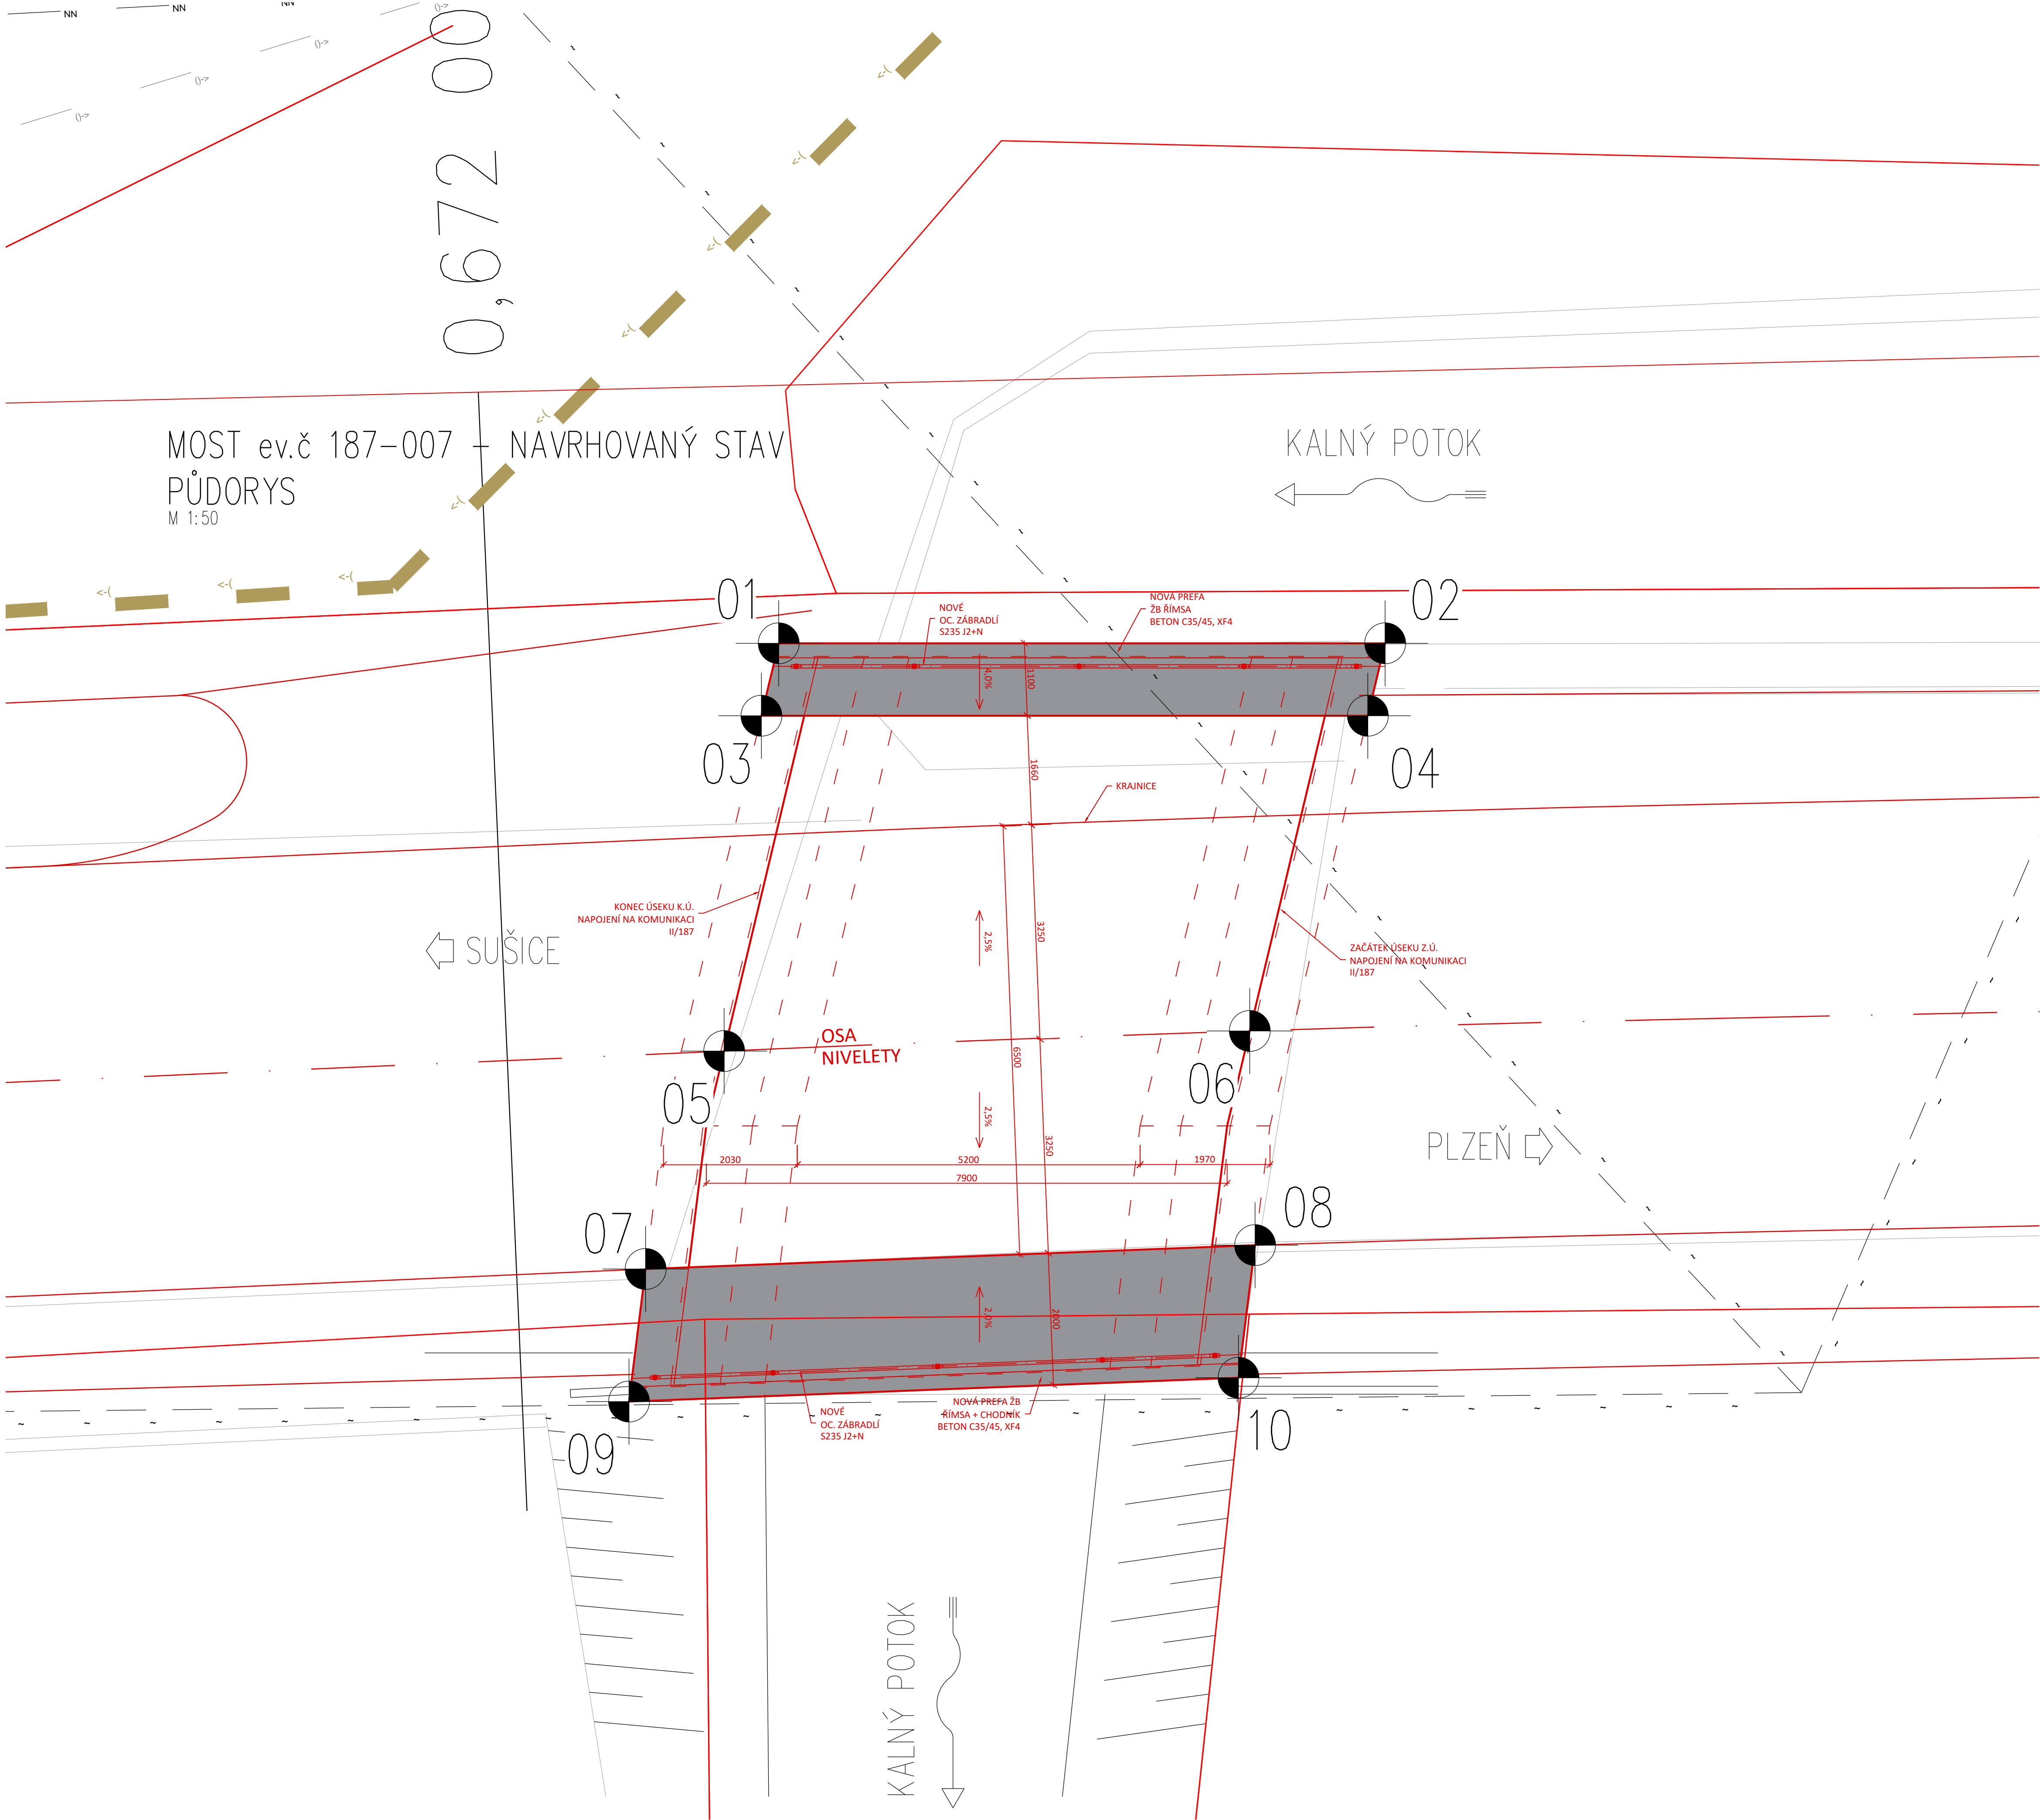 NN
NN
NN
0,672 00
MOST ev.č 187-007 - NAVRHOVANÝ STAV
PŮDORYS
M 1:50
KALNÝ POTOK
01
02
NOVÉ
OC. ZÁBRADLÍ
S235 J2+N
NOVÁ PREFA
ŽB ŘÍMSA
BETON C35/45, XF4
4,0%
1100
03
04
1660
KRAJNICE
KONEC ÚSEKU K.Ú.
NAPOJENÍ NA KOMUNIKACI
II/187
2,5%
3250
SUŠICE
ZAČÁTEK ÚSEKU Z.Ú.
NAPOJENÍ NA KOMUNIKACI
II/187
OSA
NIVELETY
6500
05
06
2,5%
3250
PLZEŇ
2030
5200
1970
7900
07
08
2,0%
2000
NOVÉ
OC. ZÁBRADLÍ
S235 J2+N
NOVÁ PREFA ŽB
ŘÍMSA + CHODNÍK
BETON C35/45, XF4
09
10
KALNÝ POTOK